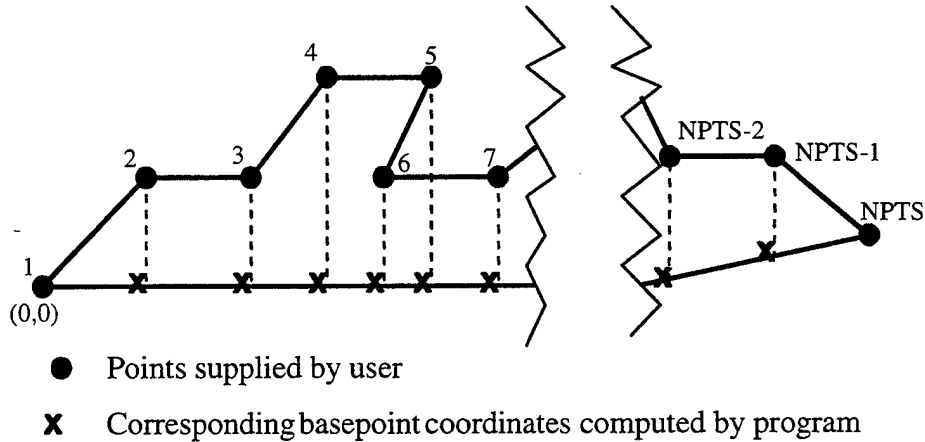 4
5
2
3
6
7
NPTS-2
NPTS-1
NPTS
1
(0,0)
Points supplied by user
X Corresponding basepoint coordinates computed by program